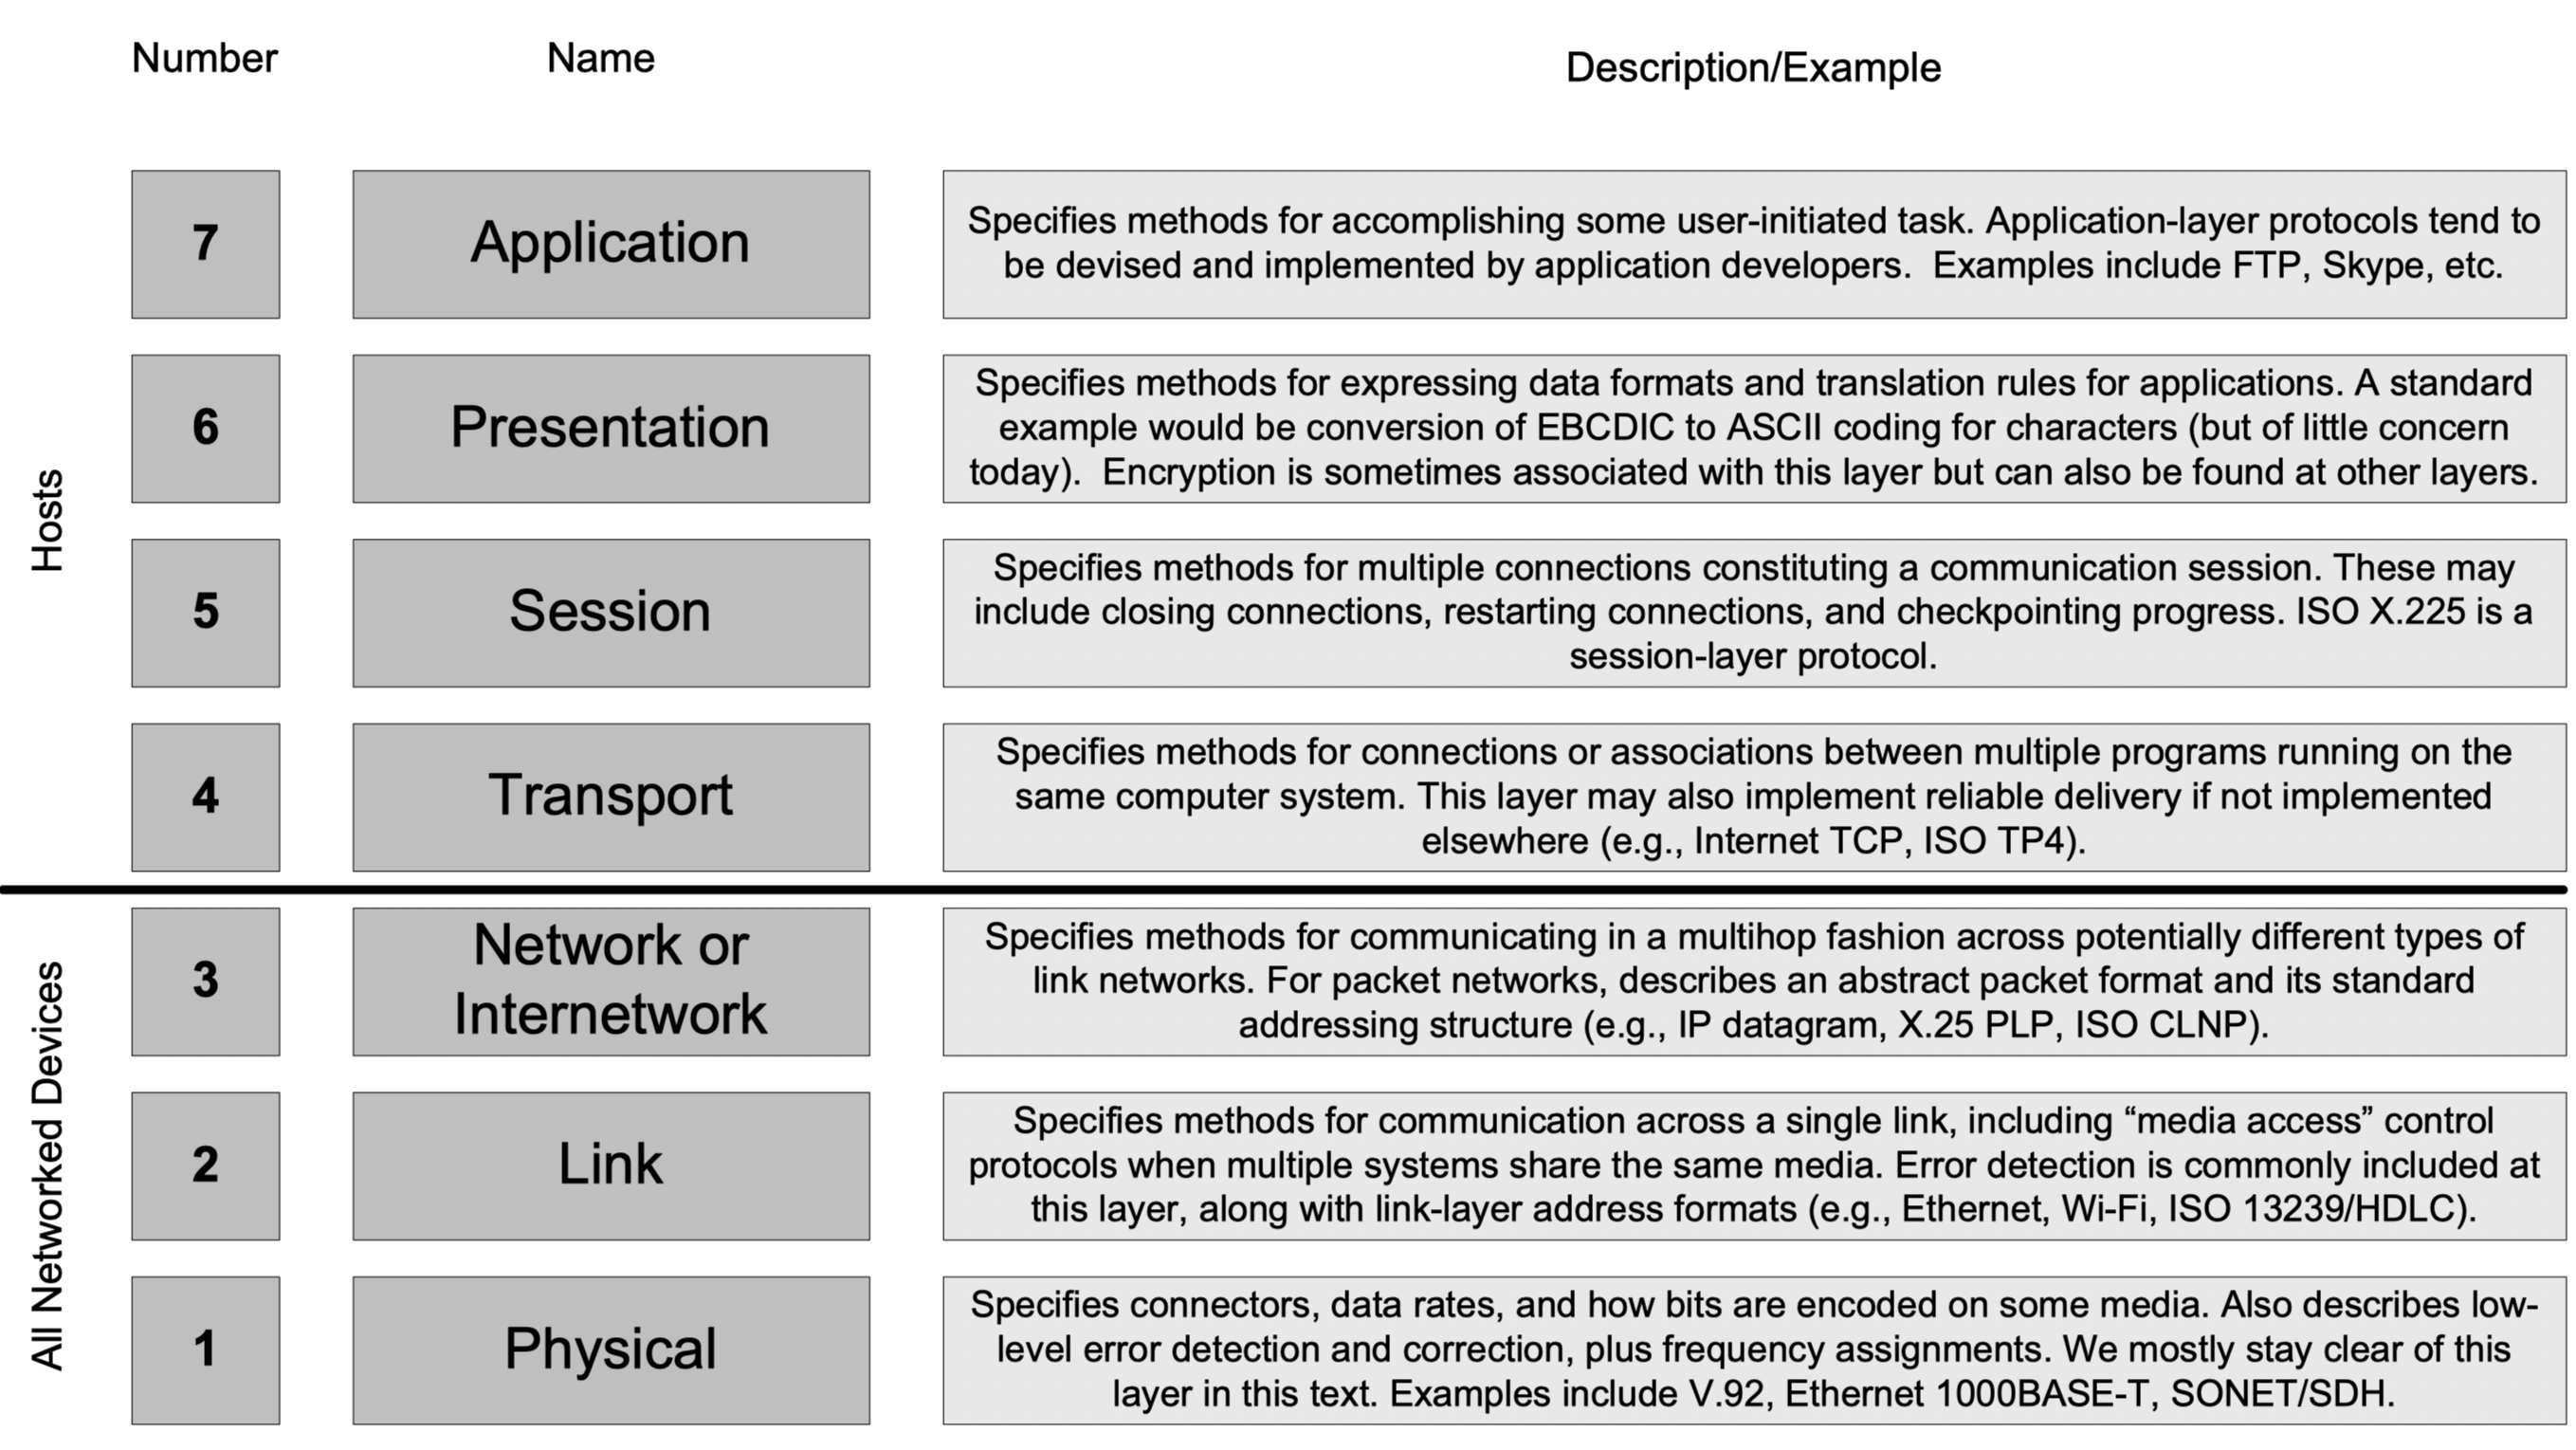 Number
Name
Description/Example
Hosts
7
Application
Specifies methods for accomplishing some user-initiated task. Application-layer protocols tend to
be devised and implemented by application developers.  Examples include FTP, Skype, etc.
6
Presentation
Specifies methods for expressing data formats and translation rules for applications. A standard
example would be conversion of EBCDIC to ASCII coding for characters (but of little concern
today).  Encryption is sometimes associated with this layer but can also be found at other layers.
5
Session
Specifies methods for multiple connections constituting a communication session. These may
include closing connections, restarting connections, and checkpointing progress. ISO X.225 is a
session-layer protocol.
4
Transport
Specifies methods for connections or associations between multiple programs running on the
same computer system. This layer may also implement reliable delivery if not implemented
elsewhere (e.g., Internet TCP, ISO TP4).
All Networked Devices
3
Network or
Internetwork
Specifies methods for communicating in a multihop fashion across potentially different types of
link networks. For packet networks, describes an abstract packet format and its standard
addressing structure (e.g., IP datagram, X.25 PLP, ISO CLNP).
2
Link
Specifies methods for communication across a single link, including “media access” control
protocols when multiple systems share the same media. Error detection is commonly included at
this layer, along with link-layer address formats (e.g., Ethernet, Wi-Fi, ISO 13239/HDLC).
1
Physical
Specifies connectors, data rates, and how bits are encoded on some media. Also describes low-
level error detection and correction, plus frequency assignments. We mostly stay clear of this
layer in this text. Examples include V.92, Ethernet 1000BASE-T, SONET/SDH.